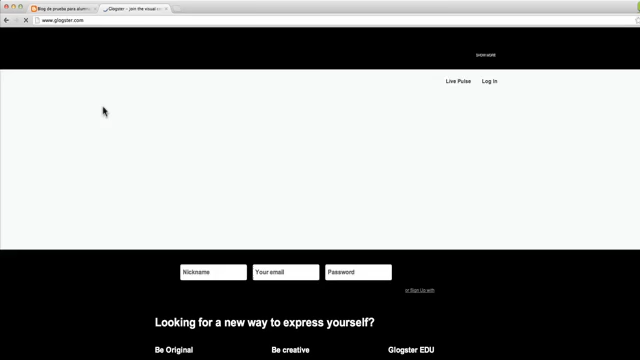 Blog de prueba para alumn
Glogster – join the visual
www.glogster.com
SHOW MORE
Live Pulse
Log In
Nickname
Your email
Password
or Sign Up with
Looking for a new way to express yourself?
Be Original
Be creative
Glogster EDU